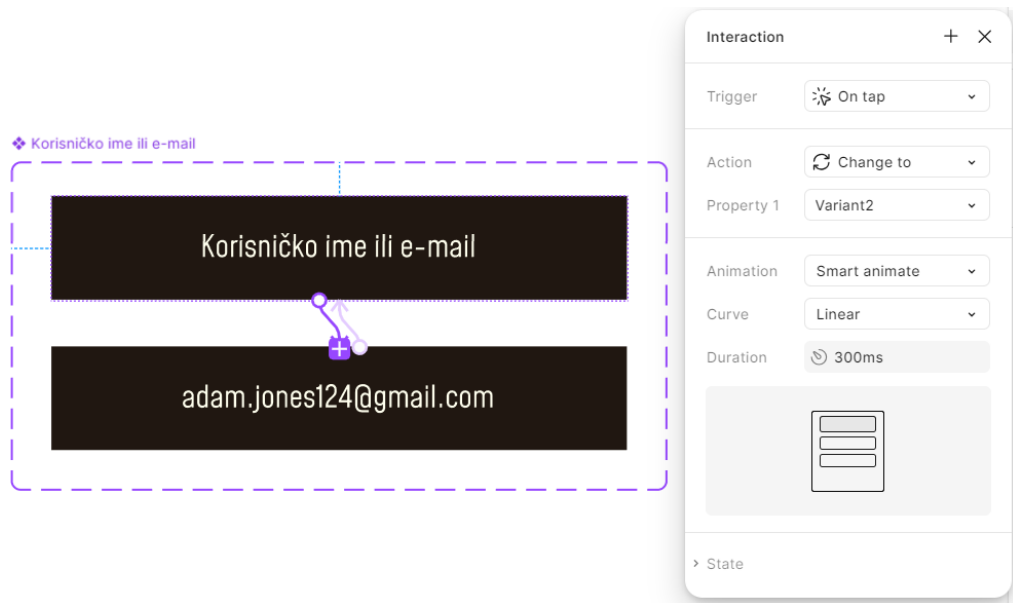 Korisničko ime ili e-mail
Korisničko ime ili e-mail
adam.jones124@gmail.com
Interaction
Trigger On tap
Action Change to
Property 1 Variant2
Animation Smart animate
Curve Linear
Duration 300ms
State